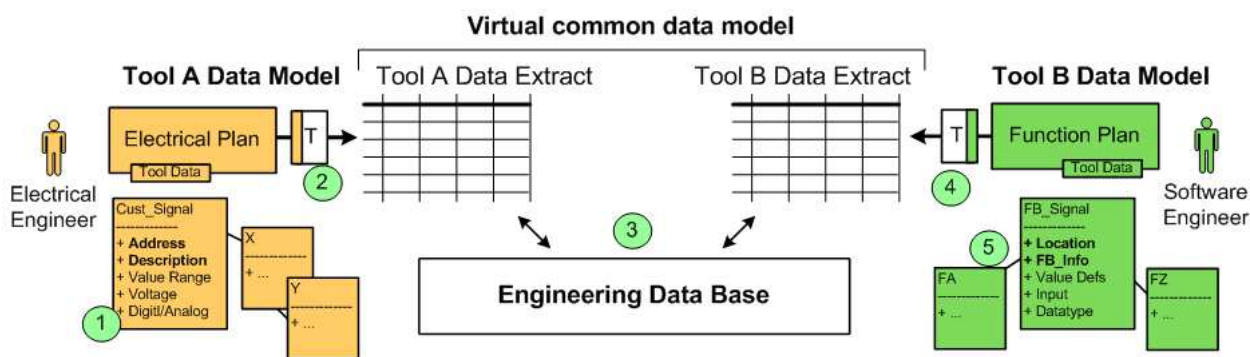 Virtual common data model
Tool A Data Model
Tool A Data Extract
Tool B Data Extract
Tool B Data Model
Electrical Plan
T
T
Function Plan
Tool Data
Tool Data
2
4
Electrical
Engineer
Software
Engineer
Cust_Signal
--------------
+ Address
+ Description
+ Value Range
+ Voltage
+ Digitl/Analog
1
X
--------------
+ ...
Y
--------------
+ ...
3
Engineering Data Base
5
FA
--------------
+ ...
FB_Signal
--------------
+ Location
+ FB_Info
+ Value Defs
+ Input
+ Datatype
FZ
--------------
+ ...